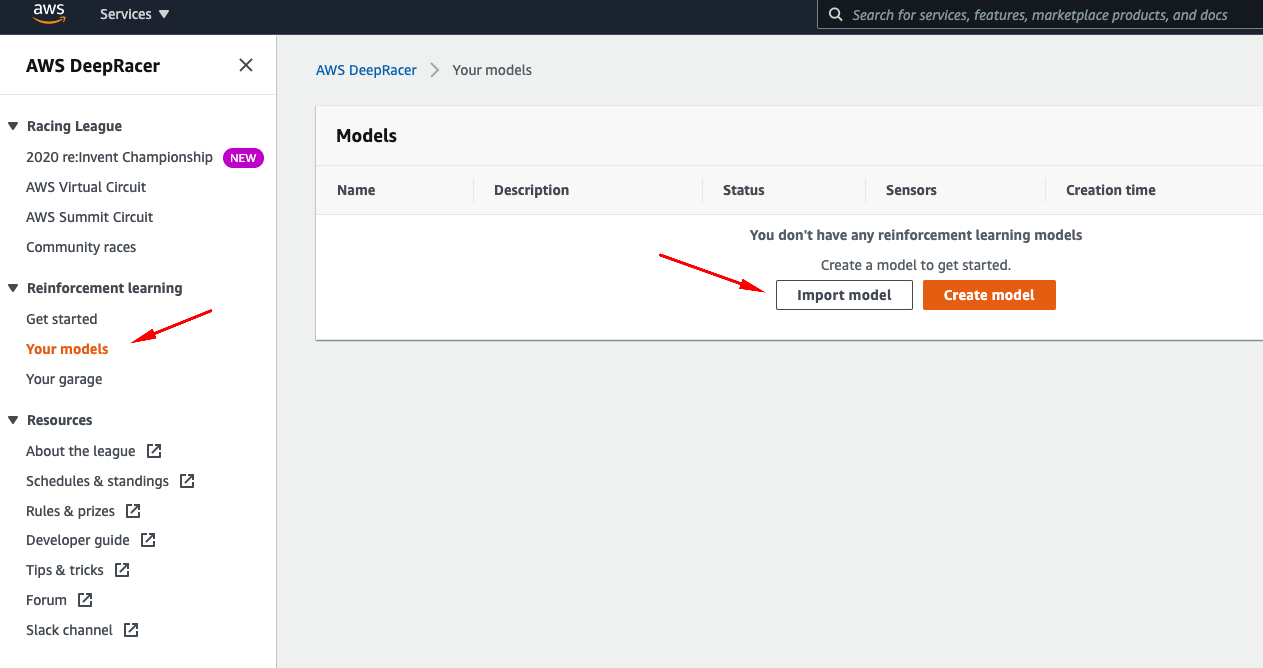 aws
Services
Search for services, features, marketplace products, and docs
AWS DeepRacer
Racing League
2020 re:Invent Championship NEW
AWS Virtual Circuit
AWS Summit Circuit
Community races
Reinforcement learning
Get started
Your models
Your garage
Resources
About the league
Schedules & standings
Rules & prizes
Developer guide
Tips & tricks
Forum
Slack channel
AWS DeepRacer > Your models
Models
Name Description Status Sensors Creation time
You don't have any reinforcement learning models
Create a model to get started.
Import model Create model